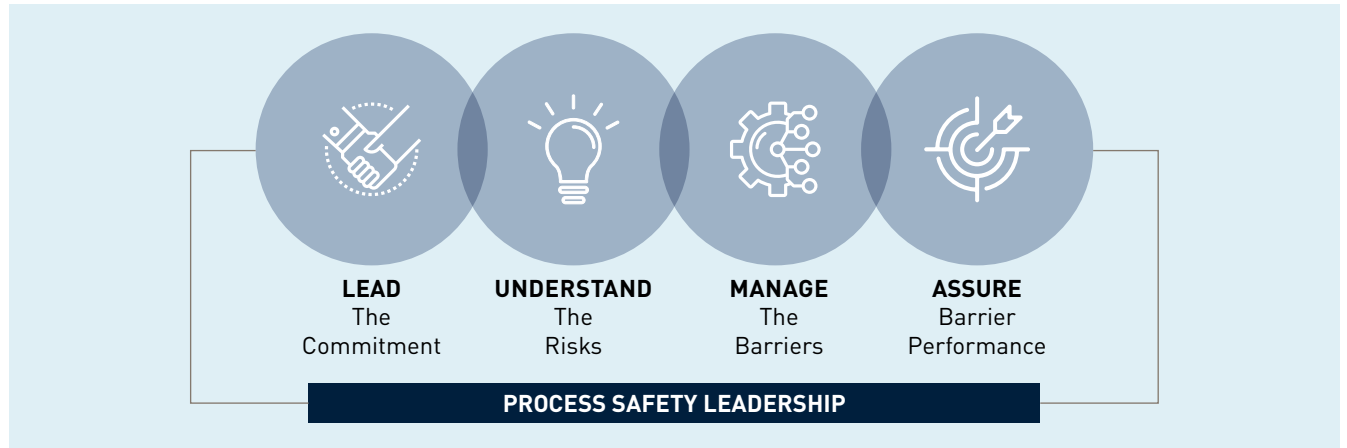 LEAD
The
Commitment
UNDERSTAND
The
Risks
MANAGE
The
Barriers
ASSURE
Barrier
Performance
PROCESS SAFETY LEADERSHIP